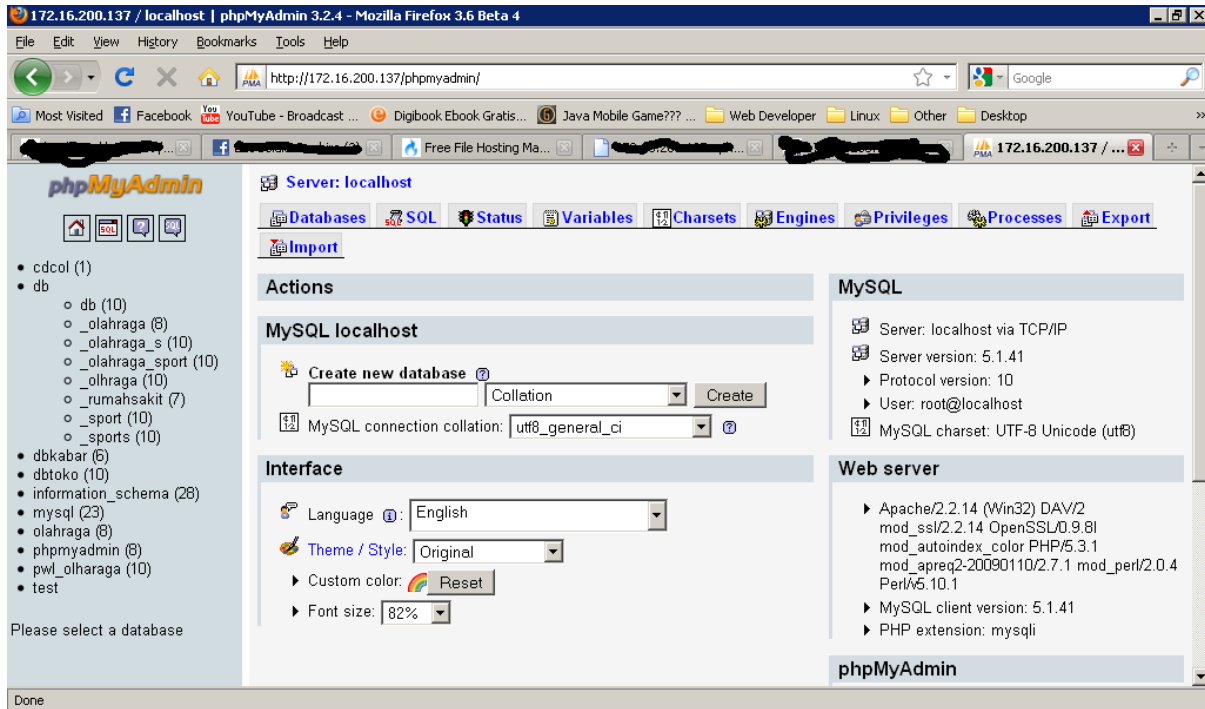 172.16.200.137 / localhost | phpMyAdmin 3.2.4 - Mozilla Firefox 3.6 Beta 4
File Edit View History Bookmarks Tools Help
http://172.16.200.137/phpmyadmin/
Google
Most Visited Facebook YouTube - Broadcast ... Digibook Ebook Gratis... Java Mobile Game??? ... Web Developer Linux Other Desktop
Free File Hosting Ma... 172.16.200.137 / ...
phpMyAdmin
cdcol (1)
db
db (10)
_olahraga (8)
_olahraga_s (10)
_olahraga_sport (10)
_olhraga (10)
_rumahsakit (7)
_sport (10)
_sports (10)
dbkabar (6)
dbtoko (10)
information_schema (28)
mysql (23)
olahraga (8)
phpmyadmin (8)
pwl_olharaga (10)
test
Please select a database
Server: localhost
Databases SQL Status Variables Charsets Engines Privileges Processes Export
Import
Actions
MySQL localhost
Create new database
Collation Create
MySQL connection collation: utf8_general_ci
Interface
Language : English
Theme / Style: Original
Custom color: Reset
Font size: 82%
MySQL
Server: localhost via TCP/IP
Server version: 5.1.41
Protocol version: 10
User: root@localhost
MySQL charset: UTF-8 Unicode (utf8)
Web server
Apache/2.2.14 (Win32) DAV/2
mod_ssl/2.2.14 OpenSSL/0.9.8l
mod_autoindex_color PHP/5.3.1
mod_apreq2-20090110/2.7.1 mod_perl/2.0.4
Perl/v5.10.1
MySQL client version: 5.1.41
PHP extension: mysqli
phpMyAdmin
Done